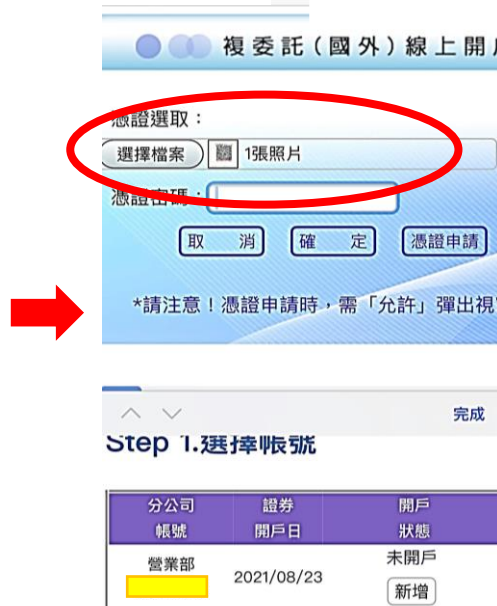 複委託(國外)線上開
憑證選取：
選擇檔案 1張照片
憑證密碼：
取 消 確 定 憑證申請
*請注意！憑證申請時，需「允許」彈出視
完成
Step 1.選擇帳號
分公司 證券 開戶
帳號 開戶日 狀態
營業部 2021/08/23 未開戶
新增